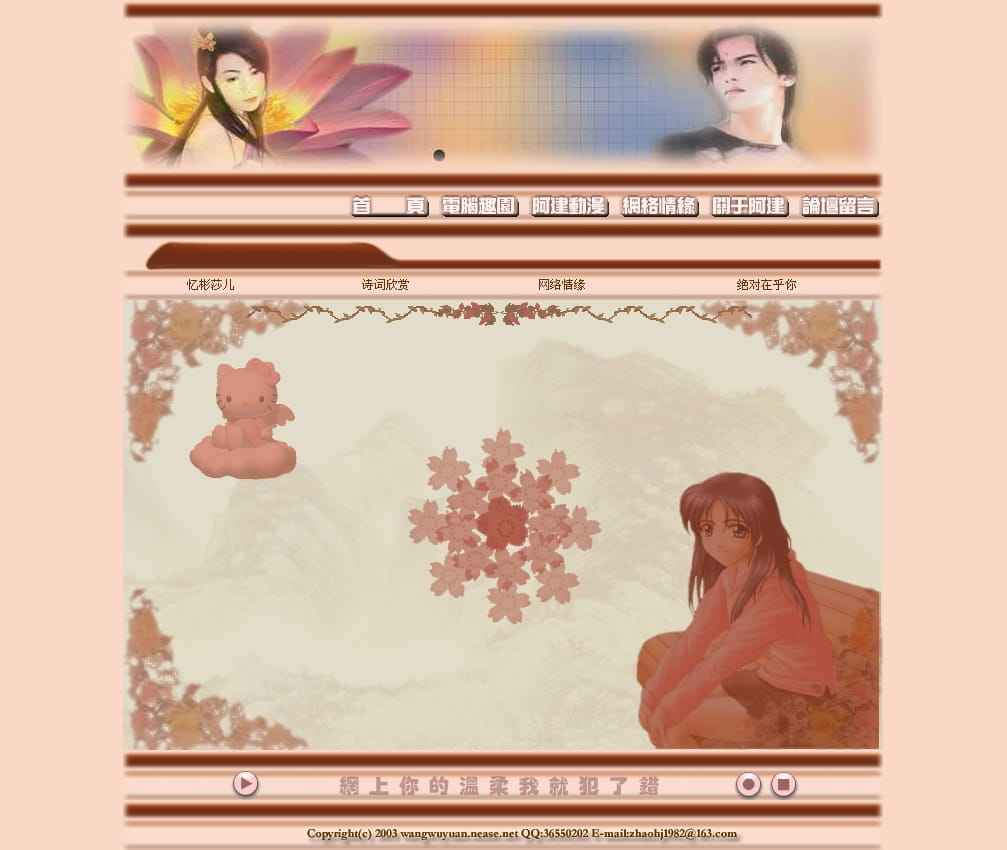 首 頁 電腦趣園 阿建動漫 網絡情緣 關于阿建 論壇留言
忆彬莎儿 诗词欣赏 网络情缘 绝对在乎你
網上你的溫柔我就犯了錯
Copyright(c) 2003 wangwuyuan.nease.net QQ:36550202 E-mail:zhaohj1982@163.com